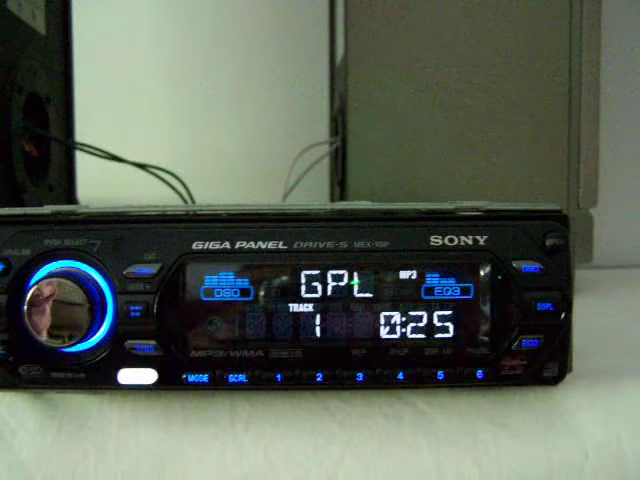 PUSH SELECT
GIGA PANEL DRIVE-S MEX-1GP SONY
DSO GPL MP3 EQ3
TRACK
1 0:25
DSO
DSPL
EQ3
MP3/WMA
MODE SCRL 1 2 3 4 5 6